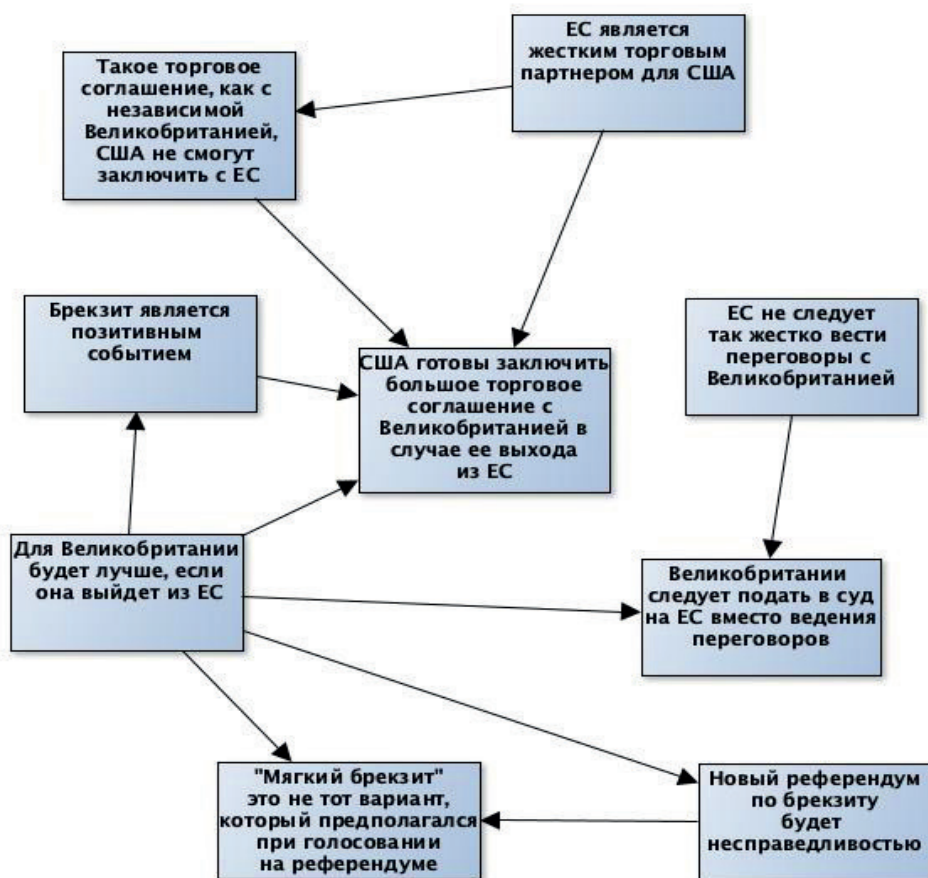 ЕС является
жестким торговым
партнером для США
Такое торговое
соглашение, как с
независимой
Великобританией,
США не смогут
заключить с ЕС
Брекзит является
позитивным
событием
ЕС не следует
так жестко вести
переговоры с
Великобританией
США готовы заключить
большое торговое
соглашение с
Великобританией в
случае ее выхода
из ЕС
Для Великобритании
будет лучше, если
она выйдет из ЕС
Великобритании
следует подать в суд
на ЕС вместо ведения
переговоров
"Мягкий брекзит"
это не тот вариант,
который предполагался
при голосовании
на референдуме
Новый референдум
по брекзиту
будет
несправедливостью